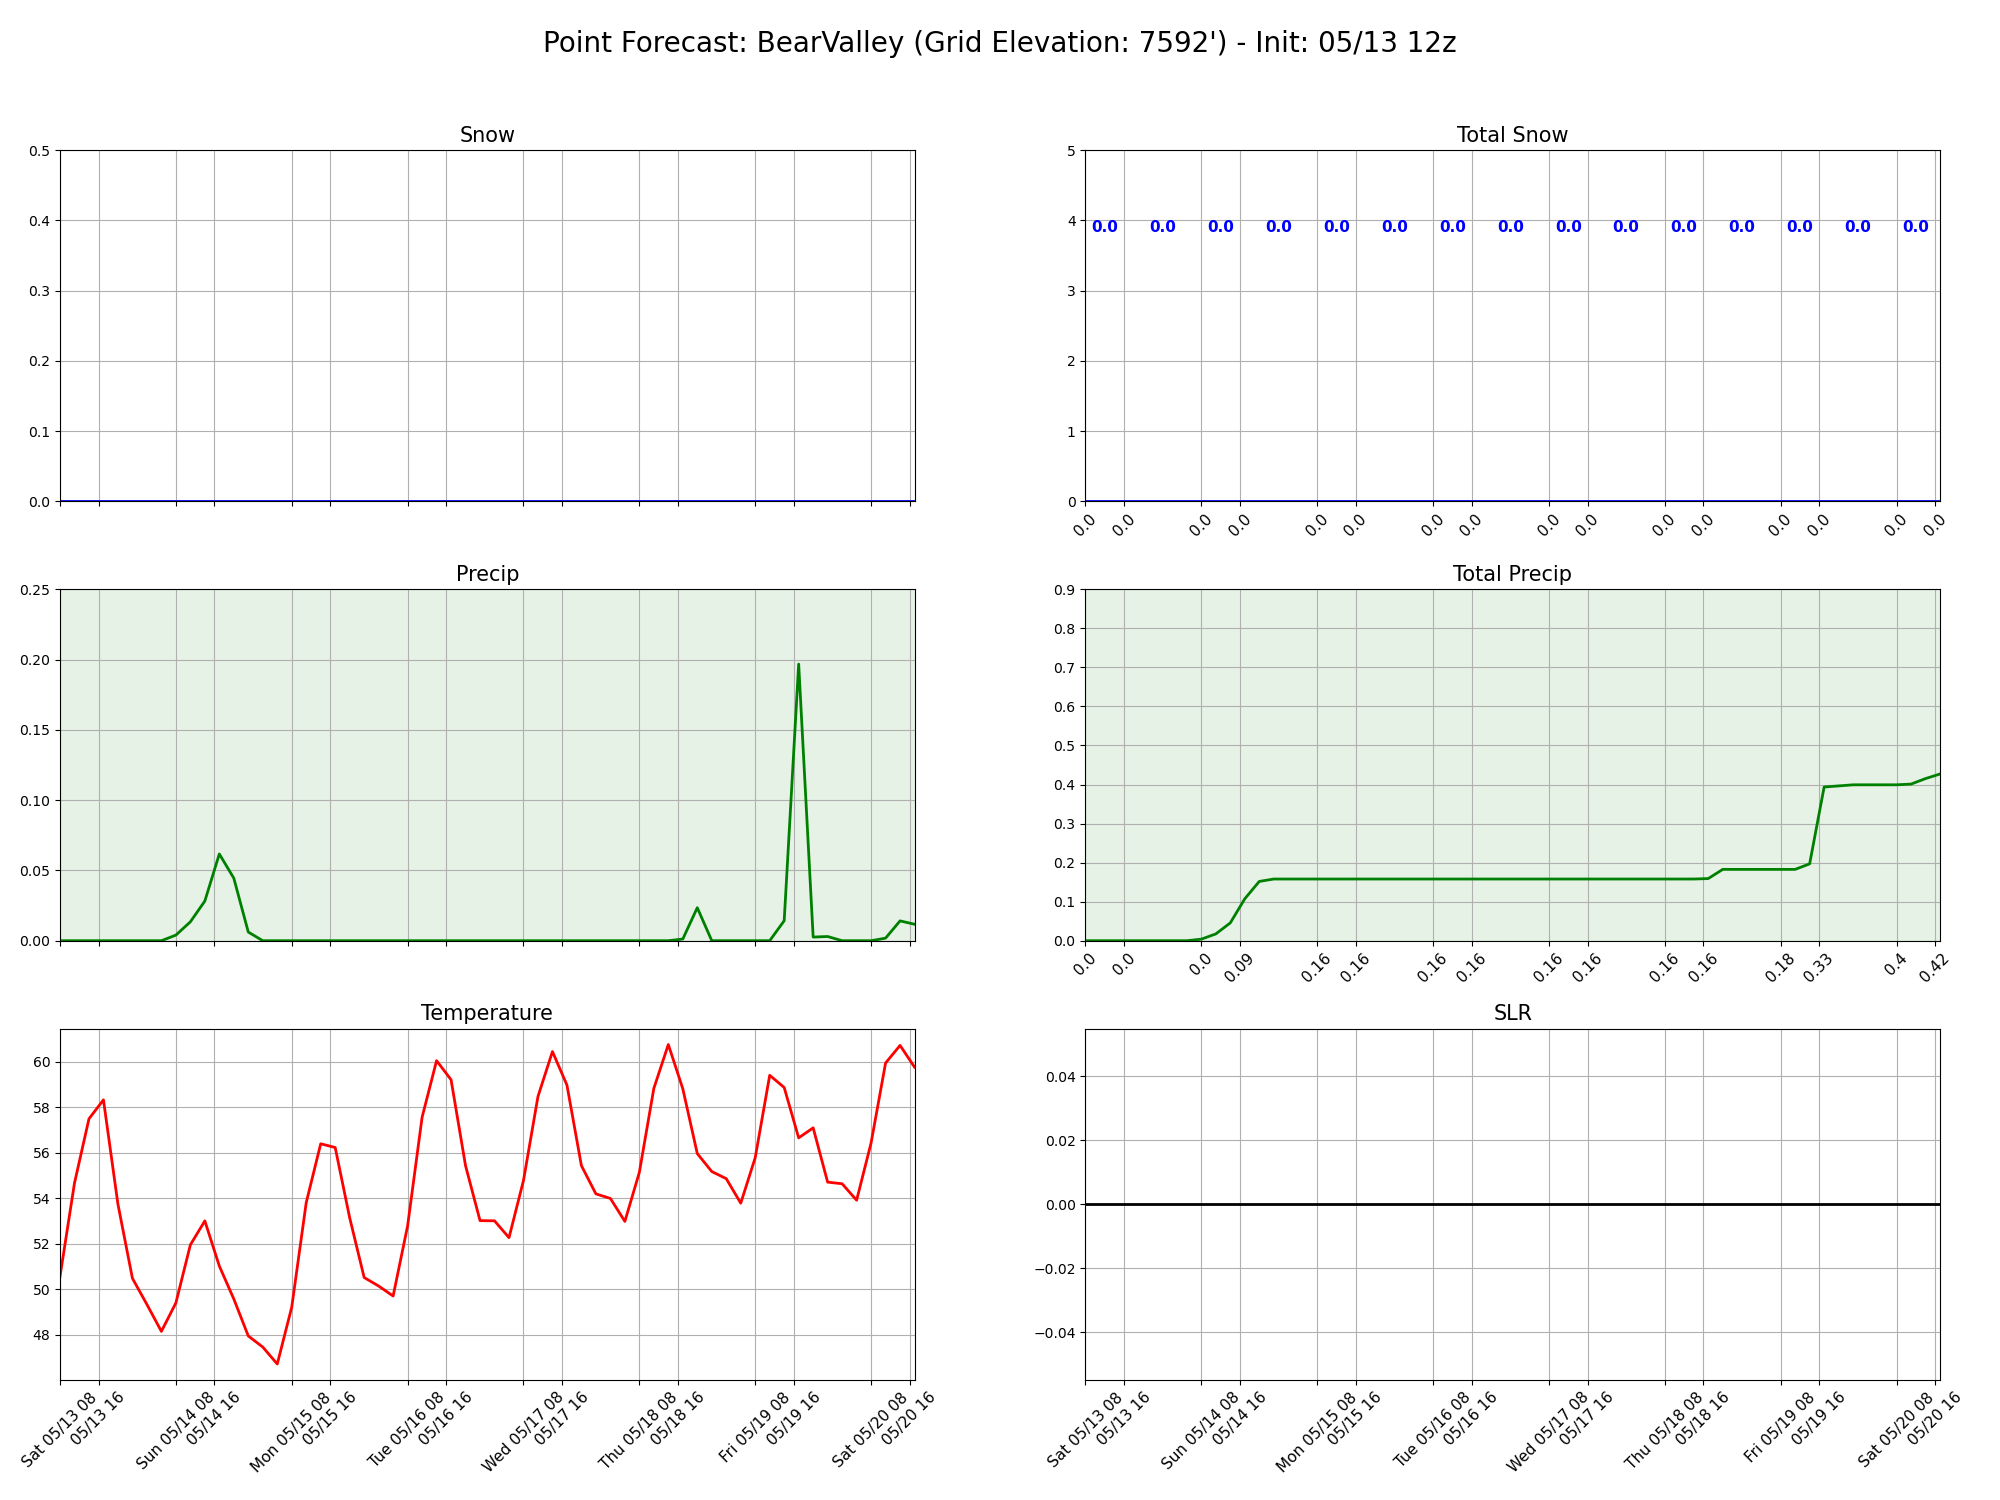 Point Forecast: BearValley (Grid Elevation: 7592') - Init: 05/13 12z
Snow
0.5
0.4
0.3
0.2
0.1
0.0
Total Snow
5
4
3
2
1
0
0.0 0.0 0.0 0.0 0.0 0.0 0.0 0.0 0.0 0.0 0.0 0.0 0.0 0.0 0.0
0.0 0.0 0.0 0.0 0.0 0.0 0.0 0.0 0.0 0.0 0.0 0.0 0.0 0.0 0.0 0.0
Precip
0.25
0.20
0.15
0.10
0.05
0.00
Total Precip
0.9
0.8
0.7
0.6
0.5
0.4
0.3
0.2
0.1
0.0
0.0 0.0 0.0 0.09 0.16 0.16 0.16 0.16 0.16 0.16 0.16 0.16 0.18 0.33 0.4 0.42
Temperature
60
58
56
54
52
50
48
Sat 05/13 08
05/13 16
Sun 05/14 08
05/14 16
Mon 05/15 08
05/15 16
Tue 05/16 08
05/16 16
Wed 05/17 08
05/17 16
Thu 05/18 08
05/18 16
Fri 05/19 08
05/19 16
Sat 05/20 08
05/20 16
SLR
0.04
0.02
0.00
−0.02
−0.04
Sat 05/13 08
05/13 16
Sun 05/14 08
05/14 16
Mon 05/15 08
05/15 16
Tue 05/16 08
05/16 16
Wed 05/17 08
05/17 16
Thu 05/18 08
05/18 16
Fri 05/19 08
05/19 16
Sat 05/20 08
05/20 16